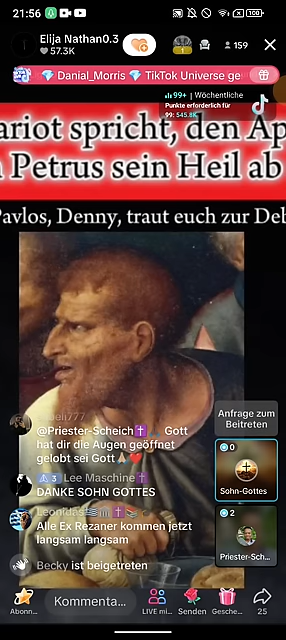 21:56
100
Elija Nathan0.3
57.3K
159
Danial_Morris 💎 TikTok Universe ge
99+ | Wöchentliche
Punkte erforderlich für
99: 545.8K
ariot spricht, den Ap
Petrus sein Heil ab
Pavlos, Denny, traut euch zur Deb
@Priester-Scheich✝️ Gott
hat dir die Augen geöffnet
gelobt sei Gott🙏🏼❤️
Anfrage zum
Beitreten
0
Sohn-Gottes
3 Lee Maschine✝️
DANKE SOHN GOTTES
Alle Ex Rezaner kommen jetzt
langsam langsam
2
Priester-Sch...
Becky ist beigetreten
Abonn...
Kommenta...
LIVE mi...
Senden
Gesche...
25